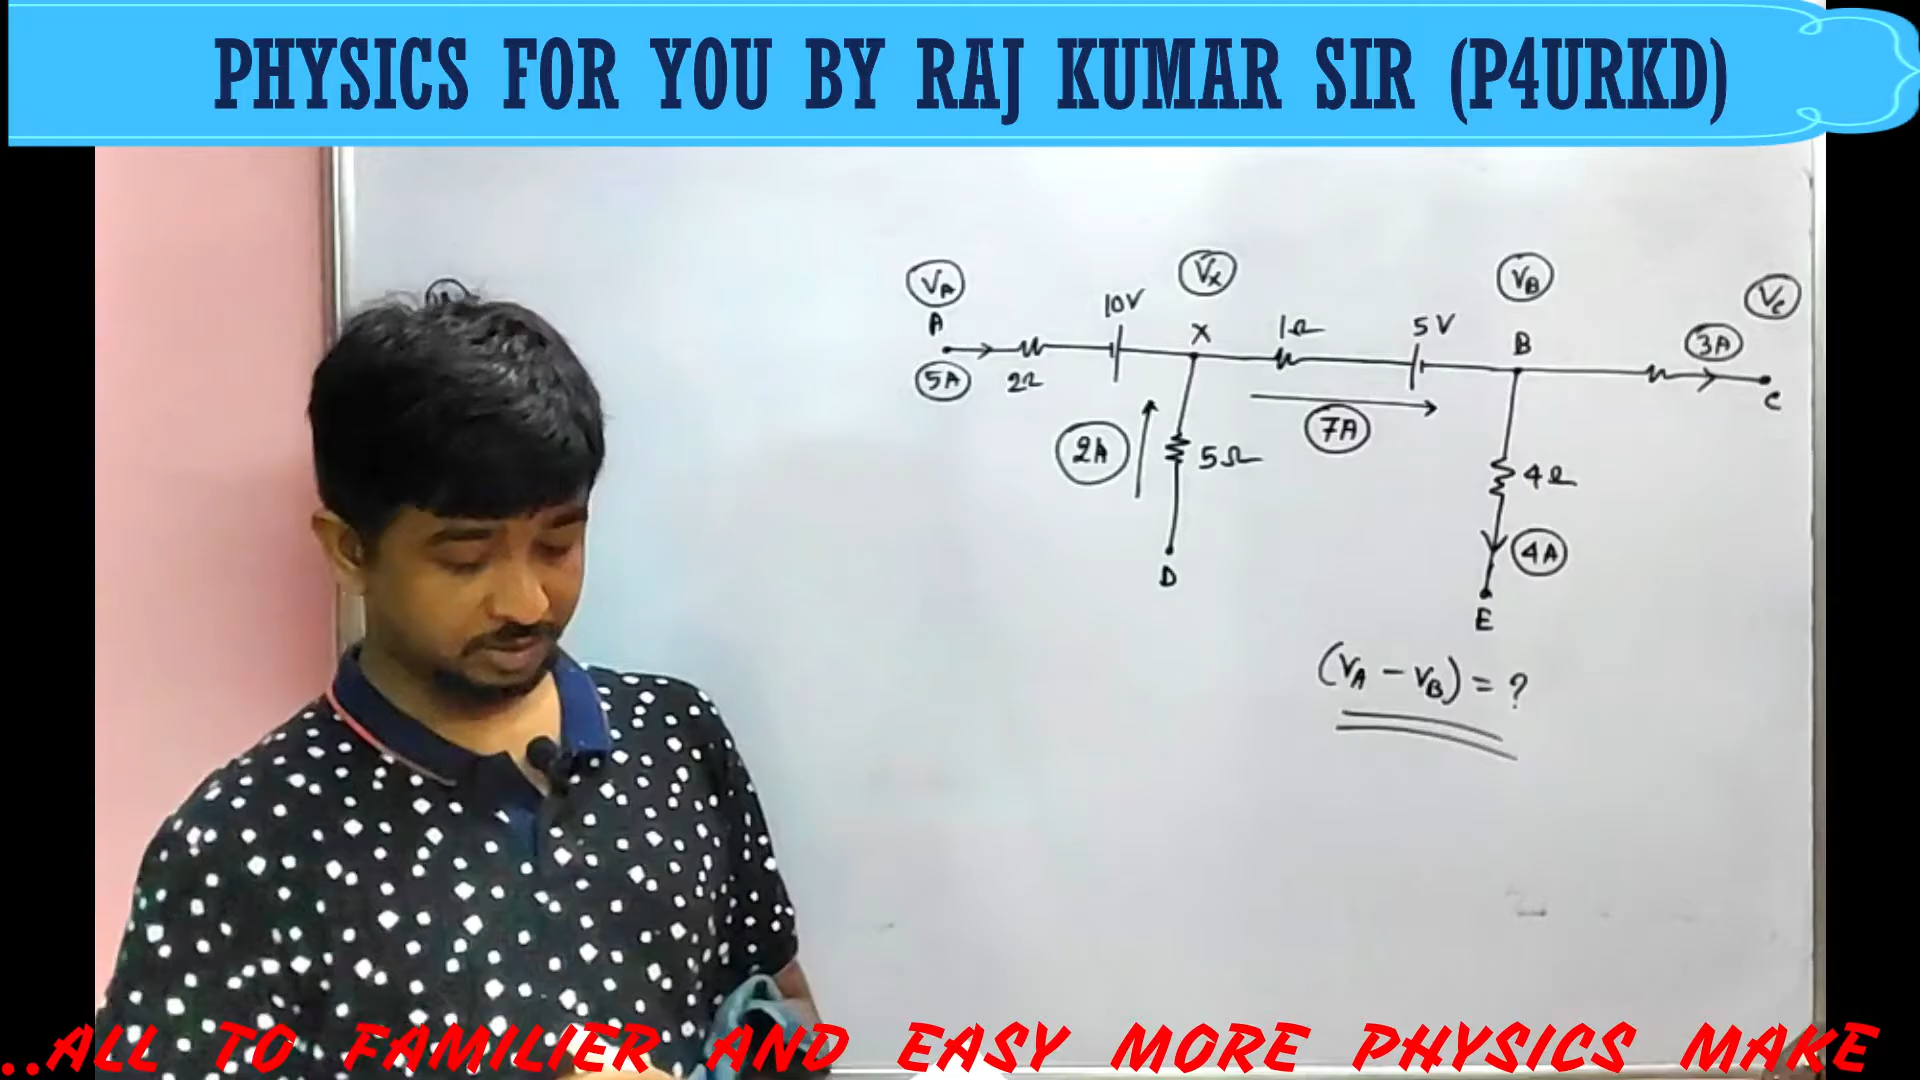 PHYSICS FOR YOU BY RAJ KUMAR SIR (P4URKD)
VA
VX
VB
VC
A
10V
X
1Ω
5V
B
3A
5A
2Ω
C
2A
5Ω
7A
4Ω
4A
D
E
(VA - VB) = ?
..ALL TO FAMILIER AND EASY MORE PHYSICS MAKE